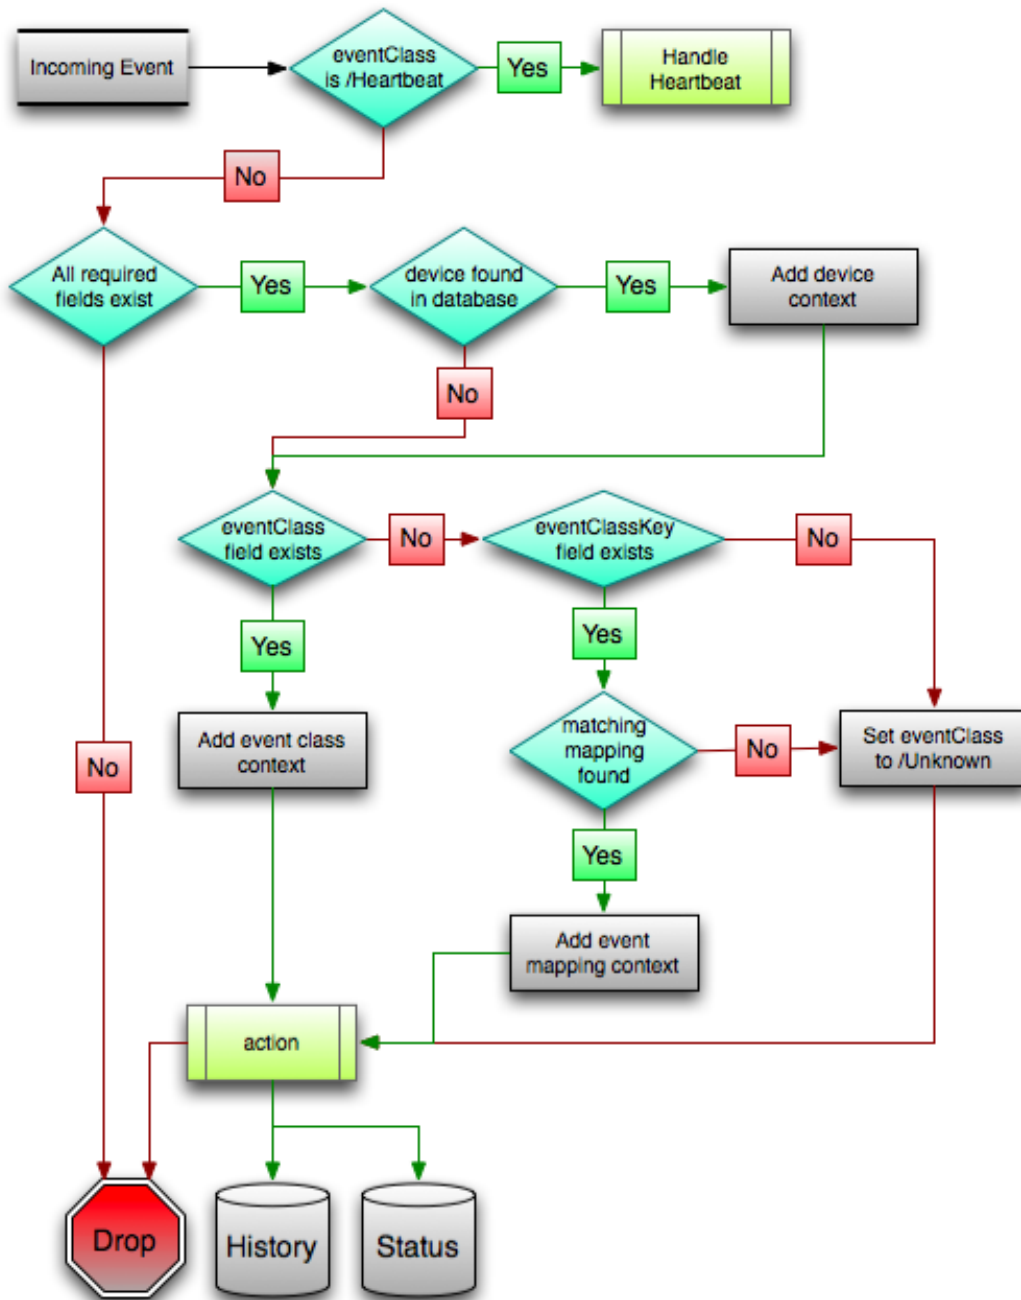 Incoming Event
eventClass
is /Heartbeat
Yes
Handle
Heartbeat
No
All required
fields exist
Yes
device found
in database
Yes
Add device
context
No
eventClass
field exists
No
eventClassKey
field exists
No
Yes
Yes
Add event class
context
matching
mapping
found
No
Set eventClass
to /Unknown
No
Yes
Add event
mapping context
action
Drop
History
Status